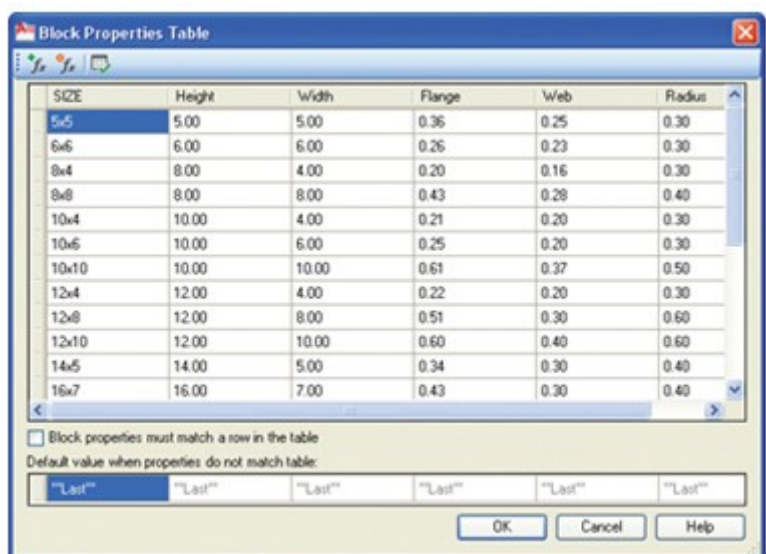 Block Properties Table
SIZE Height Width Flange Web Radius
5x5 5.00 5.00 0.36 0.25 0.30
6x6 6.00 6.00 0.26 0.23 0.30
8x4 8.00 4.00 0.20 0.16 0.30
8x8 8.00 8.00 0.43 0.28 0.40
10x4 10.00 4.00 0.21 0.20 0.30
10x6 10.00 6.00 0.25 0.20 0.30
10x10 10.00 10.00 0.61 0.37 0.50
12x4 12.00 4.00 0.22 0.20 0.30
12x8 12.00 8.00 0.51 0.30 0.60
12x10 12.00 10.00 0.60 0.40 0.60
14x5 14.00 5.00 0.34 0.30 0.40
16x7 16.00 7.00 0.43 0.30 0.40
Block properties must match a row in the table
Default value when properties do not match table:
""Last"" ""Last"" ""Last"" ""Last"" ""Last"" ""Last""
OK Cancel Help